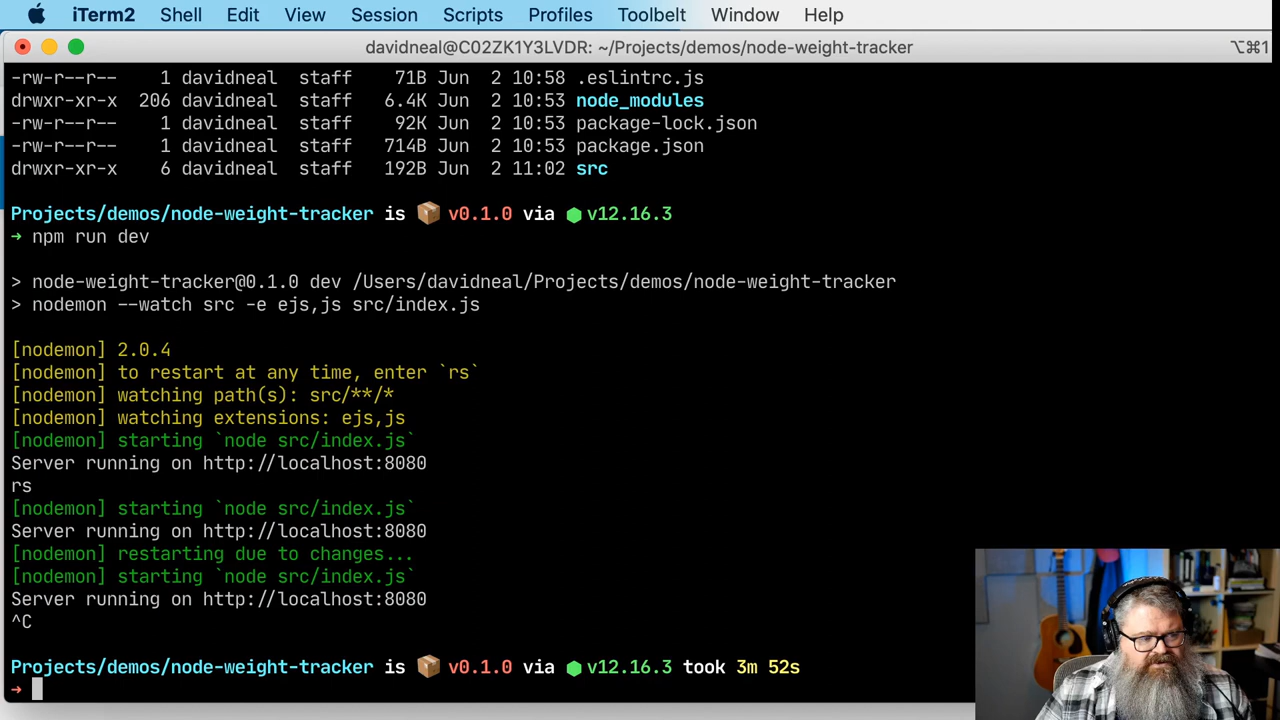 iTerm2 Shell Edit View Session Scripts Profiles Toolbelt Window Help
davidneal@C02ZK1Y3LVDR: ~/Projects/demos/node-weight-tracker ⌥⌘1
-rw-r--r-- 1 davidneal staff 71B Jun 2 10:58 .eslintrc.js
drwxr-xr-x 206 davidneal staff 6.4K Jun 2 10:53 node_modules
-rw-r--r-- 1 davidneal staff 92K Jun 2 10:53 package-lock.json
-rw-r--r-- 1 davidneal staff 714B Jun 2 10:53 package.json
drwxr-xr-x 6 davidneal staff 192B Jun 2 11:02 src
Projects/demos/node-weight-tracker is 📦 v0.1.0 via ⬢ v12.16.3
➜ npm run dev
> node-weight-tracker@0.1.0 dev /Users/davidneal/Projects/demos/node-weight-tracker
> nodemon --watch src -e ejs,js src/index.js
[nodemon] 2.0.4
[nodemon] to restart at any time, enter `rs`
[nodemon] watching path(s): src/**/*
[nodemon] watching extensions: ejs,js
[nodemon] starting `node src/index.js`
Server running on http://localhost:8080
rs
[nodemon] starting `node src/index.js`
Server running on http://localhost:8080
[nodemon] restarting due to changes...
[nodemon] starting `node src/index.js`
Server running on http://localhost:8080
^C
Projects/demos/node-weight-tracker is 📦 v0.1.0 via ⬢ v12.16.3 took 3m 52s
➜